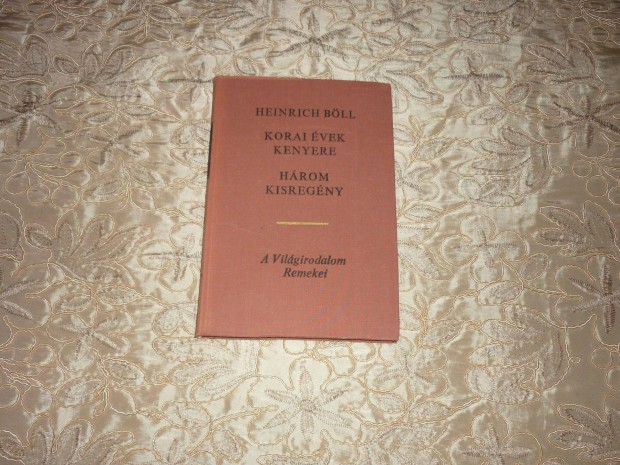 HEINRICH BÖLL
KORAI ÉVEK
KENYERE
HÁROM
KISREGÉNY
A Világirodalom
Remekei